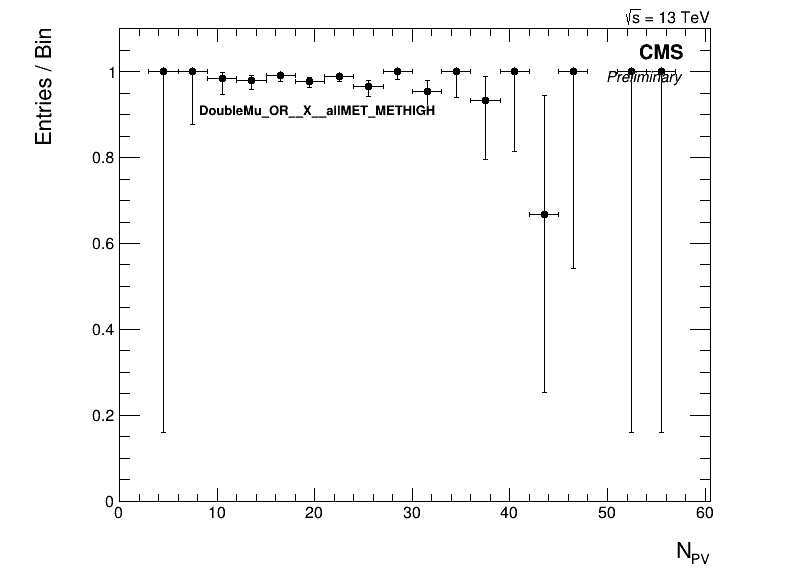 √s = 13 TeV
CMS
Preliminary
DoubleMu_OR__X__allMET_METHIGH
Entries / Bin
1
0.8
0.6
0.4
0.2
0
0 10 20 30 40 50 60
N_PV